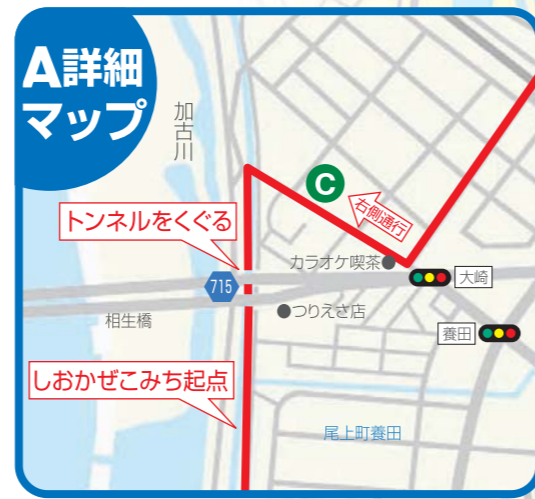 A詳細
マップ
加古川
C
右側通行
トンネルをくぐる
カラオケ喫茶
大崎
715
つりえさ店
相生橋
養田
しおかぜこみち起点
尾上町養田